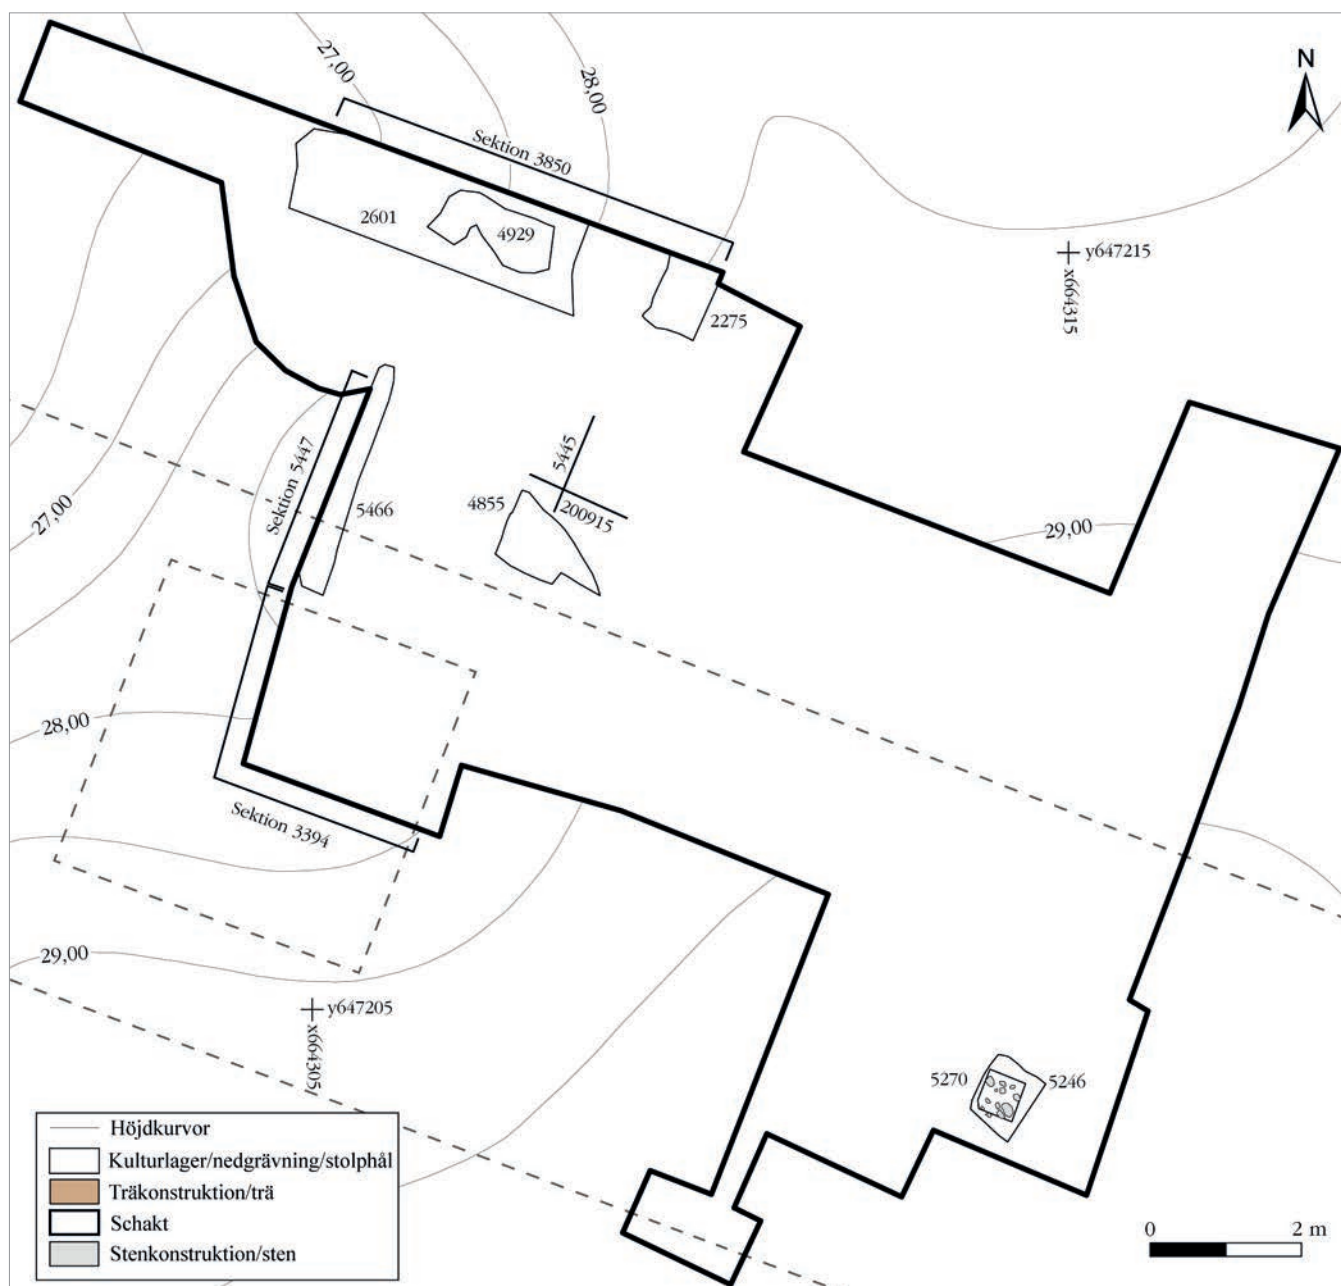 N
27,00
28,00
Sektion 3850
2601
4929
y647215
x664315
2275
5445
Sektion 5447
4855
200915
5466
27,00
29,00
28,00
Sektion 3394
29,00
y647205
x664305
5270
5246
Höjdkurvor
Kulturlager/nedgrävning/stolphål
Träkonstruktion/trä
Schakt
Stenkonstruktion/sten
0 2 m